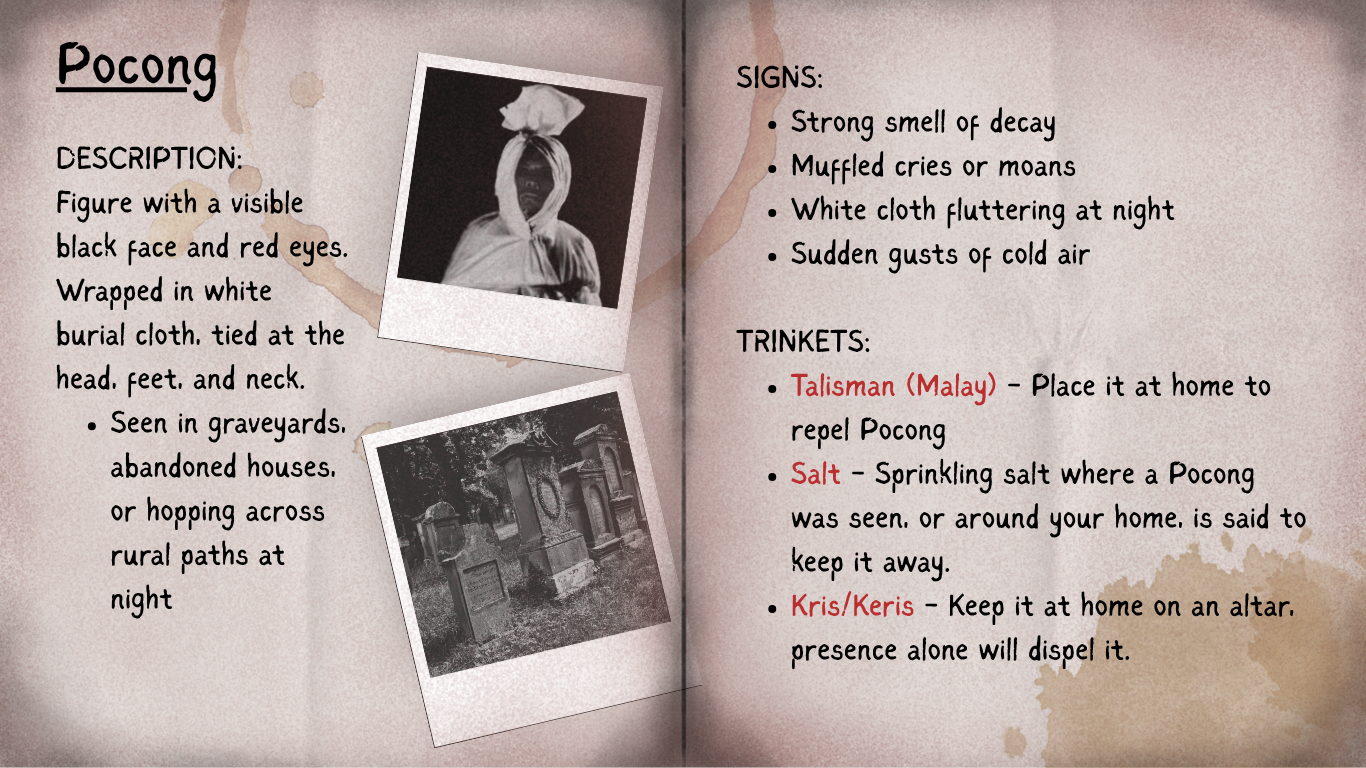 Pocong
DESCRIPTION:
Figure with a visible
black face and red eyes.
Wrapped in white
burial cloth, tied at the
head, feet, and neck.
• Seen in graveyards,
abandoned houses,
or hopping across
rural paths at
night
SIGNS:
• Strong smell of decay
• Muffled cries or moans
• White cloth fluttering at night
• Sudden gusts of cold air
TRINKETS:
• Talisman (Malay) - Place it at home to
repel Pocong
• Salt - Sprinkling salt where a Pocong
was seen, or around your home, is said to
keep it away.
• Kris/Keris - Keep it at home on an altar,
presence alone will dispel it.